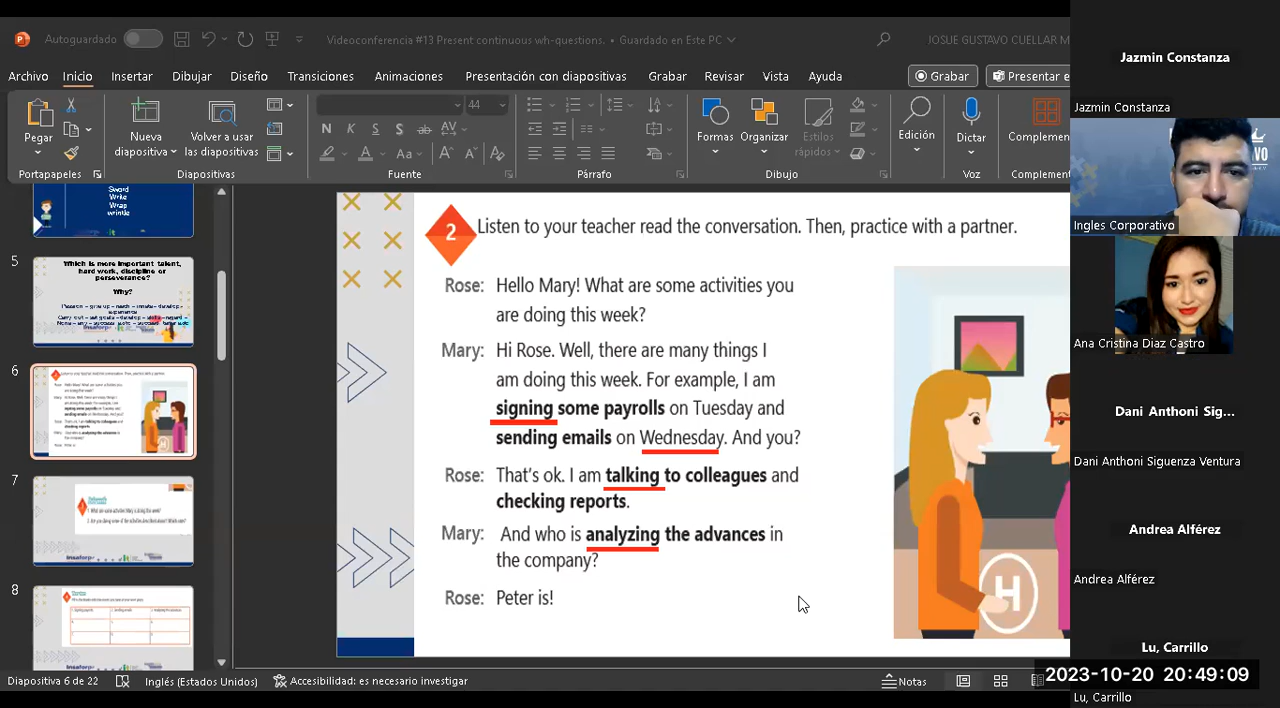 Autoguardado
Videoconferencia #13 Present continuous wh-questions. • Guardado en Este PC
JOSUE GUSTAVO CUELLAR M
Archivo Inicio Insertar Dibujar Diseño Transiciones Animaciones Presentación con diapositivas Grabar Revisar Vista Ayuda
Grabar
Presentar e
44
Pegar
Nueva diapositiva
Volver a usar las diapositivas
N K S S ab AV
A Aa A A A
Formas
Organizar
Estilos rápidos
Edición
Dictar
Complemen
Portapapeles
Diapositivas
Fuente
Párrafo
Dibujo
Voz
Complement
Sword
Write
Wrap
wrinkle
5
Which is more important talent,
hard work, discipline or
perseverance?
Why?
6
7
8
2
Listen to your teacher read the conversation. Then, practice with a partner.
Rose: Hello Mary! What are some activities you
are doing this week?
Mary: Hi Rose. Well, there are many things I
am doing this week. For example, I am
signing some payrolls on Tuesday and
sending emails on Wednesday. And you?
Rose: That's ok. I am talking to colleagues and
checking reports.
Mary: And who is analyzing the advances in
the company?
Rose: Peter is!
H
Jazmin Constanza
Jazmin Constanza
Ingles Corporativo
Ana Cristina Diaz Castro
Dani Anthoni Sig...
Dani Anthoni Siguenza Ventura
Andrea Alférez
Andrea Alférez
Lu, Carrillo
2023-10-20 20:49:09
Lu, Carrillo
Diapositiva 6 de 22
Inglés (Estados Unidos)
Accesibilidad: es necesario investigar
Notas